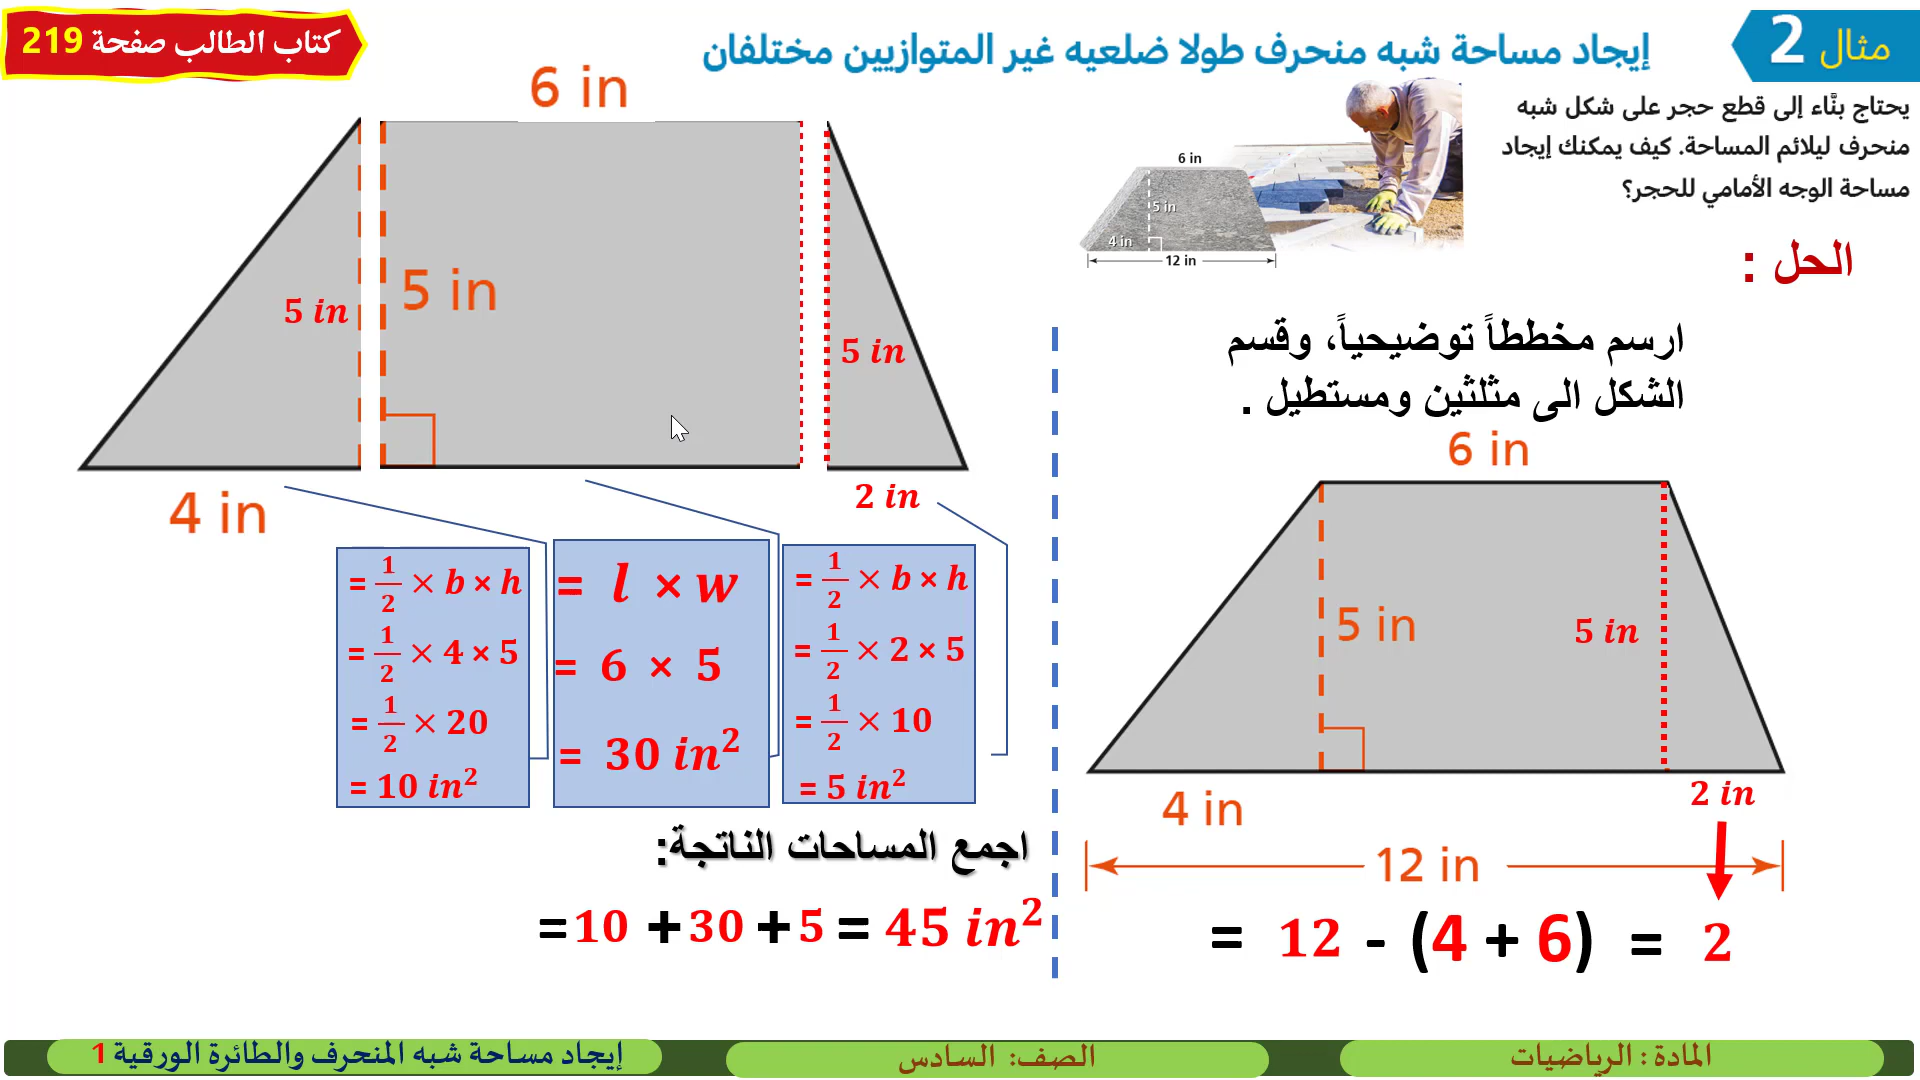 مثال 2
إيجاد مساحة شبه منحرف طولا ضلعيه غير المتوازيين مختلفان
كتاب الطالب صفحة 219
يحتاج بنَّاء إلى قطع حجر على شكل شبه
منحرف ليلائم المساحة. كيف يمكنك إيجاد
مساحة الوجه الأمامي للحجر؟
6 in
5 in
4 in
12 in
الحل :
ارسم مخططاً توضيحياً، وقسم
الشكل الى مثلثين ومستطيل .
6 in
5 in
5 in
4 in
2 in
12 in
= 12 - (4 + 6) = 2
6 in
5 in
5 in
5 in
4 in
2 in
= 1/2 × b × h
= 1/2 × 4 × 5
= 1/2 × 20
= 10 in²
= l × w
= 6 × 5
= 30 in²
= 1/2 × b × h
= 1/2 × 2 × 5
= 1/2 × 10
= 5 in²
اجمع المساحات الناتجة:
=10 +30 +5 = 45 in²
المادة : الرياضيات
الصف: السادس
إيجاد مساحة شبه المنحرف والطائرة الورقية 1